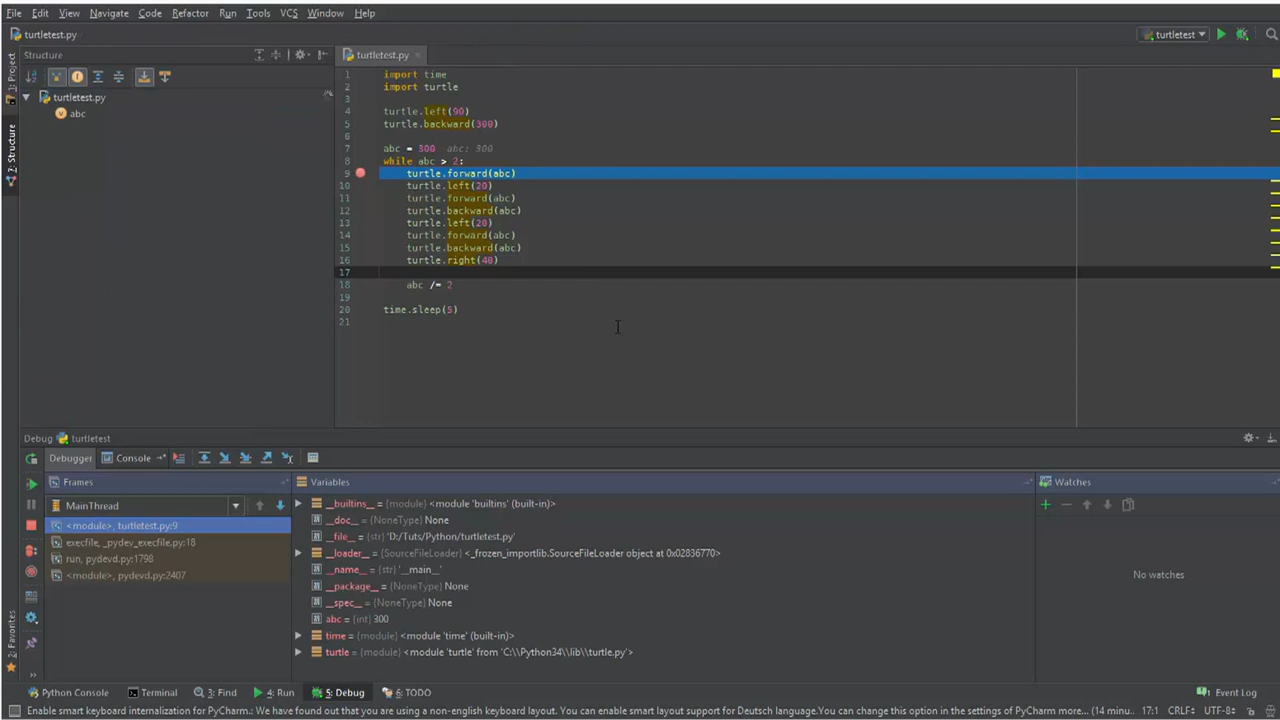 File Edit View Navigate Code Refactor Run Tools VCS Window Help
turtletest.py
turtletest
1: Project
Structure
turtletest.py
abc
2: Structure
turtletest.py
1 import time
2 import turtle
3
4 turtle.left(90)
5 turtle.backward(300)
6
7 abc = 300 abc: 300
8 while abc > 2:
9 turtle.forward(abc)
10 turtle.left(20)
11 turtle.forward(abc)
12 turtle.backward(abc)
13 turtle.left(20)
14 turtle.forward(abc)
15 turtle.backward(abc)
16 turtle.right(40)
17
18 abc /= 2
19
20 time.sleep(5)
21
Debug turtletest
Debugger Console
Frames
MainThread
<module>, turtletest.py:9
execfile, _pydev_execfile.py:18
run, pydevd.py:1798
<module>, pydevd.py:2407
Variables
__builtins__ = {module} <module 'builtins' (built-in)>
__doc__ = {NoneType} None
__file__ = {str} 'D:/Tuts/Python/turtletest.py'
__loader__ = {SourceFileLoader} <_frozen_importlib.SourceFileLoader object at 0x02836770>
__name__ = {str} '__main__'
__package__ = {NoneType} None
__spec__ = {NoneType} None
abc = {int} 300
time = {module} <module 'time' (built-in)>
turtle = {module} <module 'turtle' from 'C:\\Python34\\lib\\turtle.py'>
Watches
No watches
2: Favorites
Python Console Terminal 3: Find 4: Run 5: Debug 6: TODO Event Log
Enable smart keyboard internalization for PyCharm.: We have found out that you are using a non-english keyboard layout. You can enable smart layout support for Deutsch language.You can change this option in the settings of PyCharm more... (14 minu... 17:1 CRLF÷ UTF-8÷